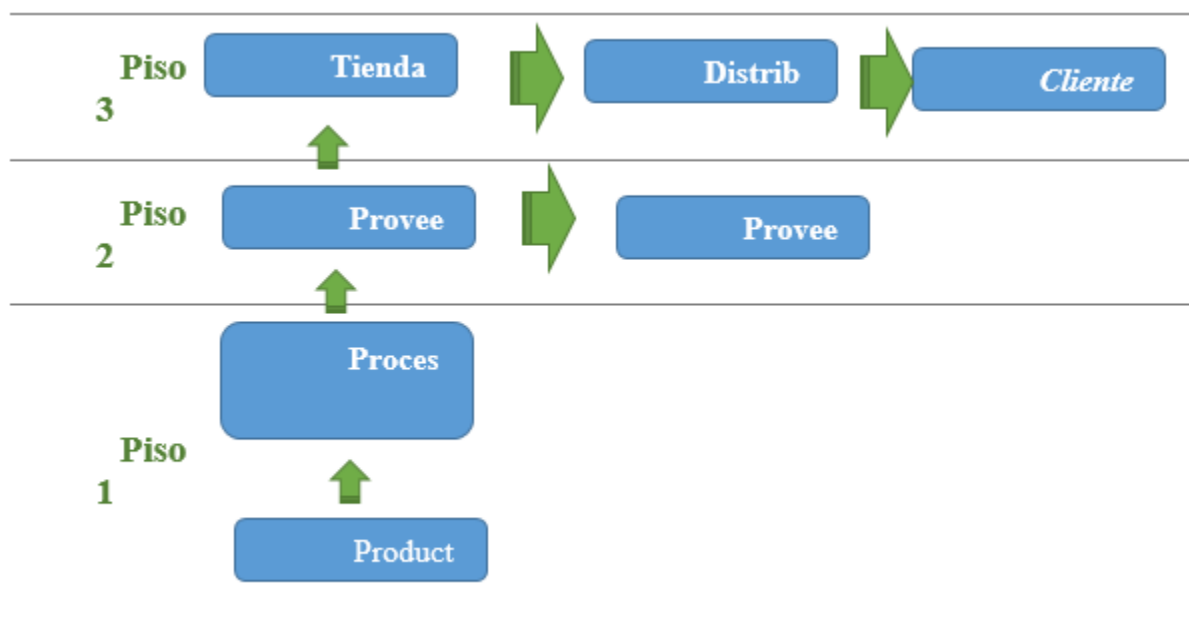 Piso
3
Tienda
Distrib
Cliente
Piso
2
Provee
Provee
Proces
Piso
1
Product